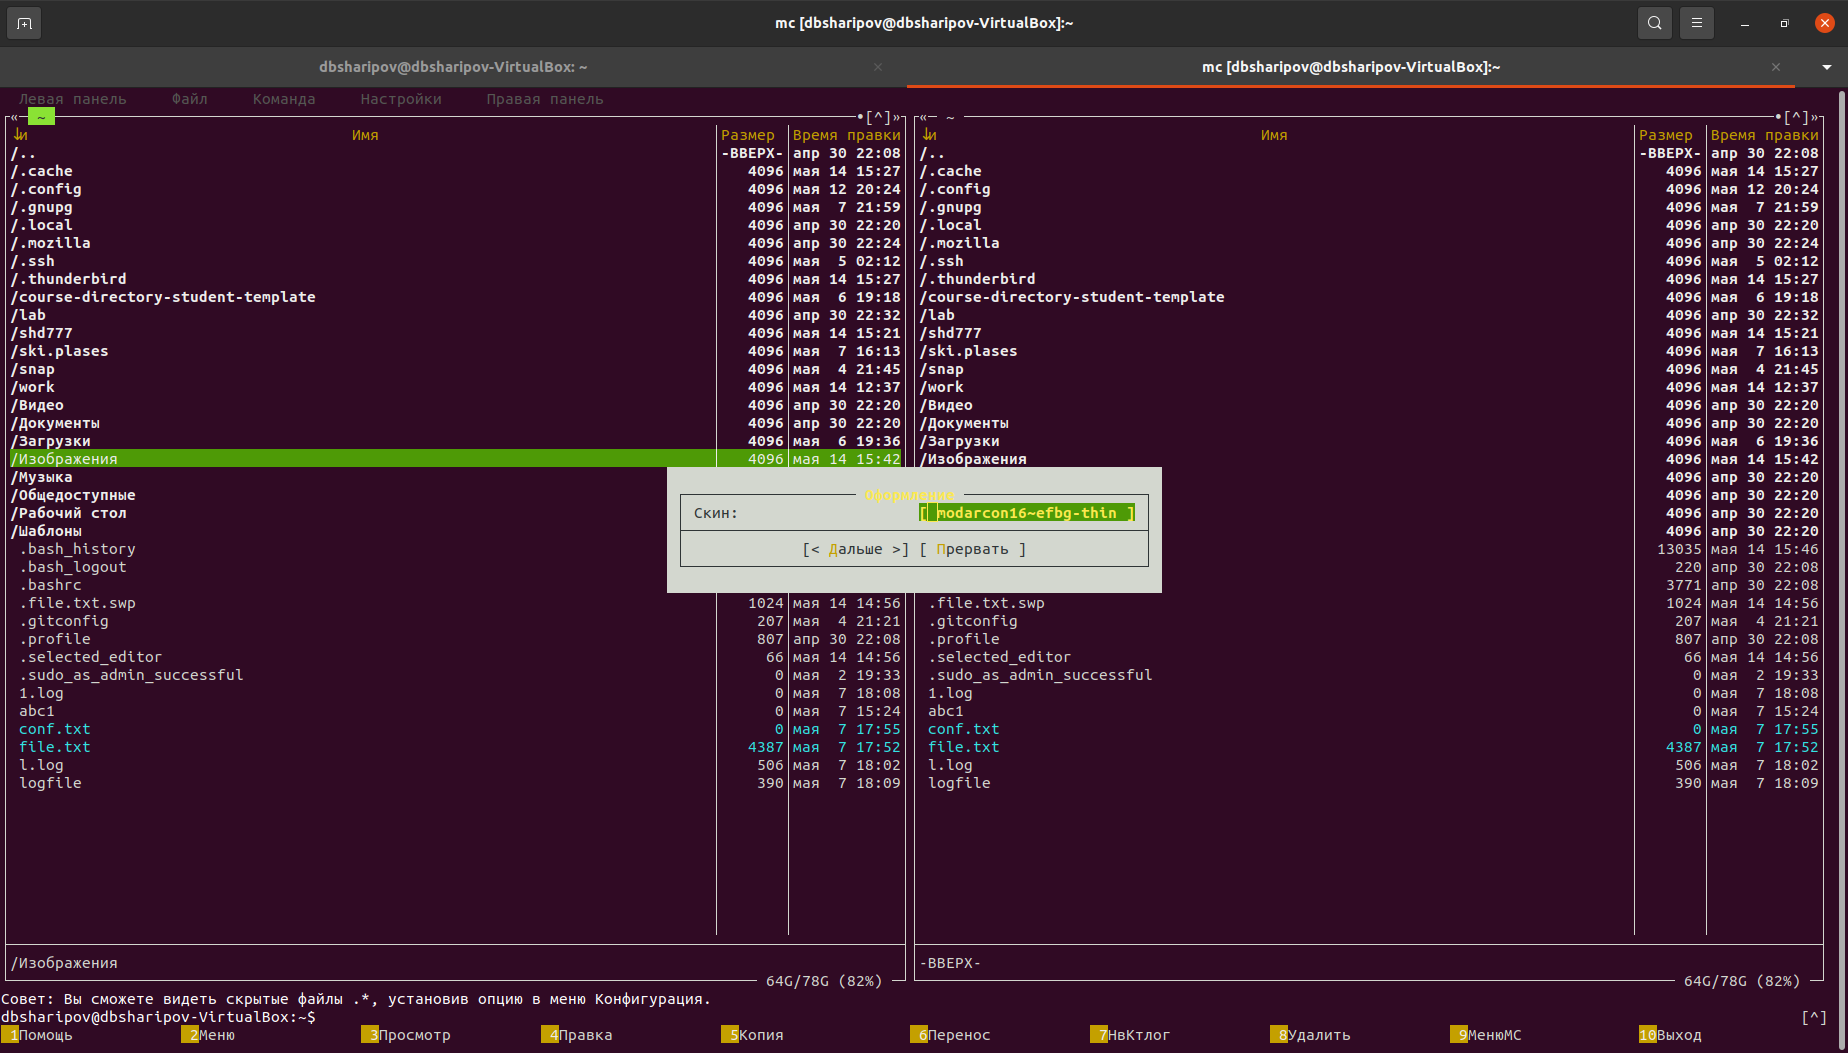 mc [dbsharipov@dbsharipov-VirtualBox]:~
dbsharipov@dbsharipov-VirtualBox: ~ × mc [dbsharipov@dbsharipov-VirtualBox]:~ ×
Левая панель Файл Команда Настройки Правая панель
« ~ •[^]» « ~ •[^]»
↓и Имя Размер Время правки ↓и Имя Размер Время правки
/.. -ВВЕРХ- апр 30 22:08 /.. -ВВЕРХ- апр 30 22:08
/.cache 4096 мая 14 15:27 /.cache 4096 мая 14 15:27
/.config 4096 мая 12 20:24 /.config 4096 мая 12 20:24
/.gnupg 4096 мая 7 21:59 /.gnupg 4096 мая 7 21:59
/.local 4096 апр 30 22:20 /.local 4096 апр 30 22:20
/.mozilla 4096 апр 30 22:24 /.mozilla 4096 апр 30 22:24
/.ssh 4096 мая 5 02:12 /.ssh 4096 мая 5 02:12
/.thunderbird 4096 мая 14 15:27 /.thunderbird 4096 мая 14 15:27
/course-directory-student-template 4096 мая 6 19:18 /course-directory-student-template 4096 мая 6 19:18
/lab 4096 апр 30 22:32 /lab 4096 апр 30 22:32
/shd777 4096 мая 14 15:21 /shd777 4096 мая 14 15:21
/ski.plases 4096 мая 7 16:13 /ski.plases 4096 мая 7 16:13
/snap 4096 мая 4 21:45 /snap 4096 мая 4 21:45
/work 4096 мая 14 12:37 /work 4096 мая 14 12:37
/Видео 4096 апр 30 22:20 /Видео 4096 апр 30 22:20
/Документы 4096 апр 30 22:20 /Документы 4096 апр 30 22:20
/Загрузки 4096 мая 6 19:36 /Загрузки 4096 мая 6 19:36
/Изображения 4096 мая 14 15:42 /Изображения 4096 мая 14 15:42
/Музыка 4096 апр 30 22:20
/Общедоступные Оформление 4096 апр 30 22:20
/Рабочий стол Скин: [ modarcon16~efbg-thin ] 4096 апр 30 22:20
/Шаблоны 4096 апр 30 22:20
.bash_history [< Дальше >] [ Прервать ] 13035 мая 14 15:46
.bash_logout 220 апр 30 22:08
.bashrc 3771 апр 30 22:08
.file.txt.swp 1024 мая 14 14:56 .file.txt.swp 1024 мая 14 14:56
.gitconfig 207 мая 4 21:21 .gitconfig 207 мая 4 21:21
.profile 807 апр 30 22:08 .profile 807 апр 30 22:08
.selected_editor 66 мая 14 14:56 .selected_editor 66 мая 14 14:56
.sudo_as_admin_successful 0 мая 2 19:33 .sudo_as_admin_successful 0 мая 2 19:33
1.log 0 мая 7 18:08 1.log 0 мая 7 18:08
abc1 0 мая 7 15:24 abc1 0 мая 7 15:24
conf.txt 0 мая 7 17:55 conf.txt 0 мая 7 17:55
file.txt 4387 мая 7 17:52 file.txt 4387 мая 7 17:52
l.log 506 мая 7 18:02 l.log 506 мая 7 18:02
logfile 390 мая 7 18:09 logfile 390 мая 7 18:09
/Изображения -ВВЕРХ-
64G/78G (82%) 64G/78G (82%)
Совет: Вы сможете видеть скрытые файлы .*, установив опцию в меню Конфигурация.
dbsharipov@dbsharipov-VirtualBox:~$ [^]
1Помощь 2Меню 3Просмотр 4Правка 5Копия 6Перенос 7НвКтлог 8Удалить 9МенюМС 10Выход